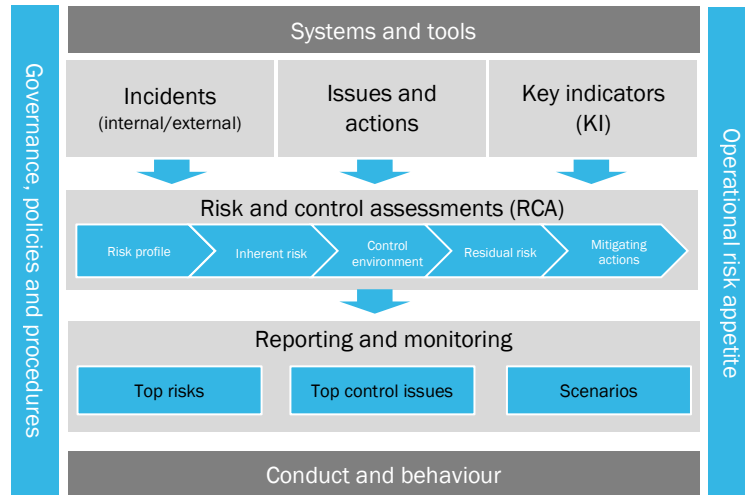 Systems and tools
Governance, policies and procedures
Incidents
(internal/external)
Issues and
actions
Key indicators
(KI)
Operational risk appetite
Risk and control assessments (RCA)
Risk profile
Inherent risk
Control
environment
Residual risk
Mitigating
actions
Reporting and monitoring
Top risks
Top control issues
Scenarios
Conduct and behaviour